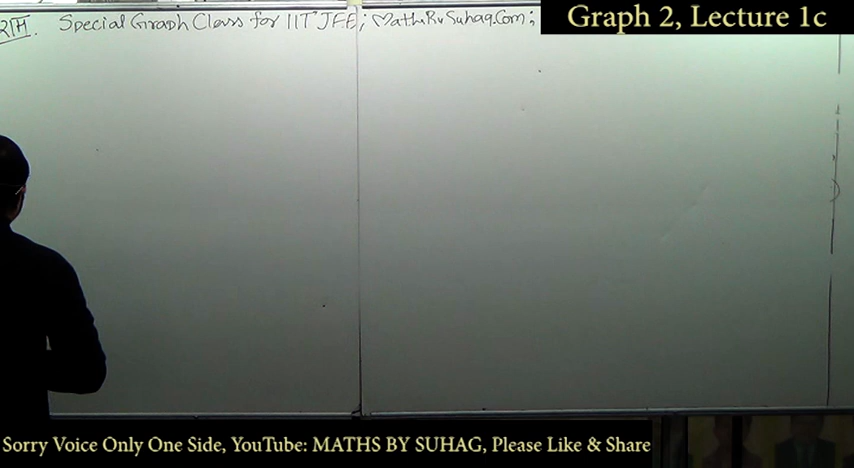 Special Graph Class for IIT JEE; MathsBySuhag.Com;
Graph 2, Lecture 1c
Sorry Voice Only One Side, YouTube: MATHS BY SUHAG, Please Like & Share